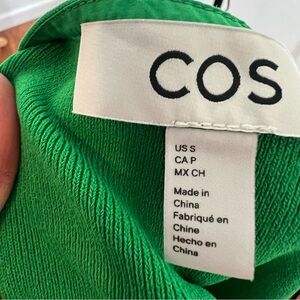 COS
US S
CA P
MX CH
Made in
China
Fabriqué en
Chine
Hecho en
China